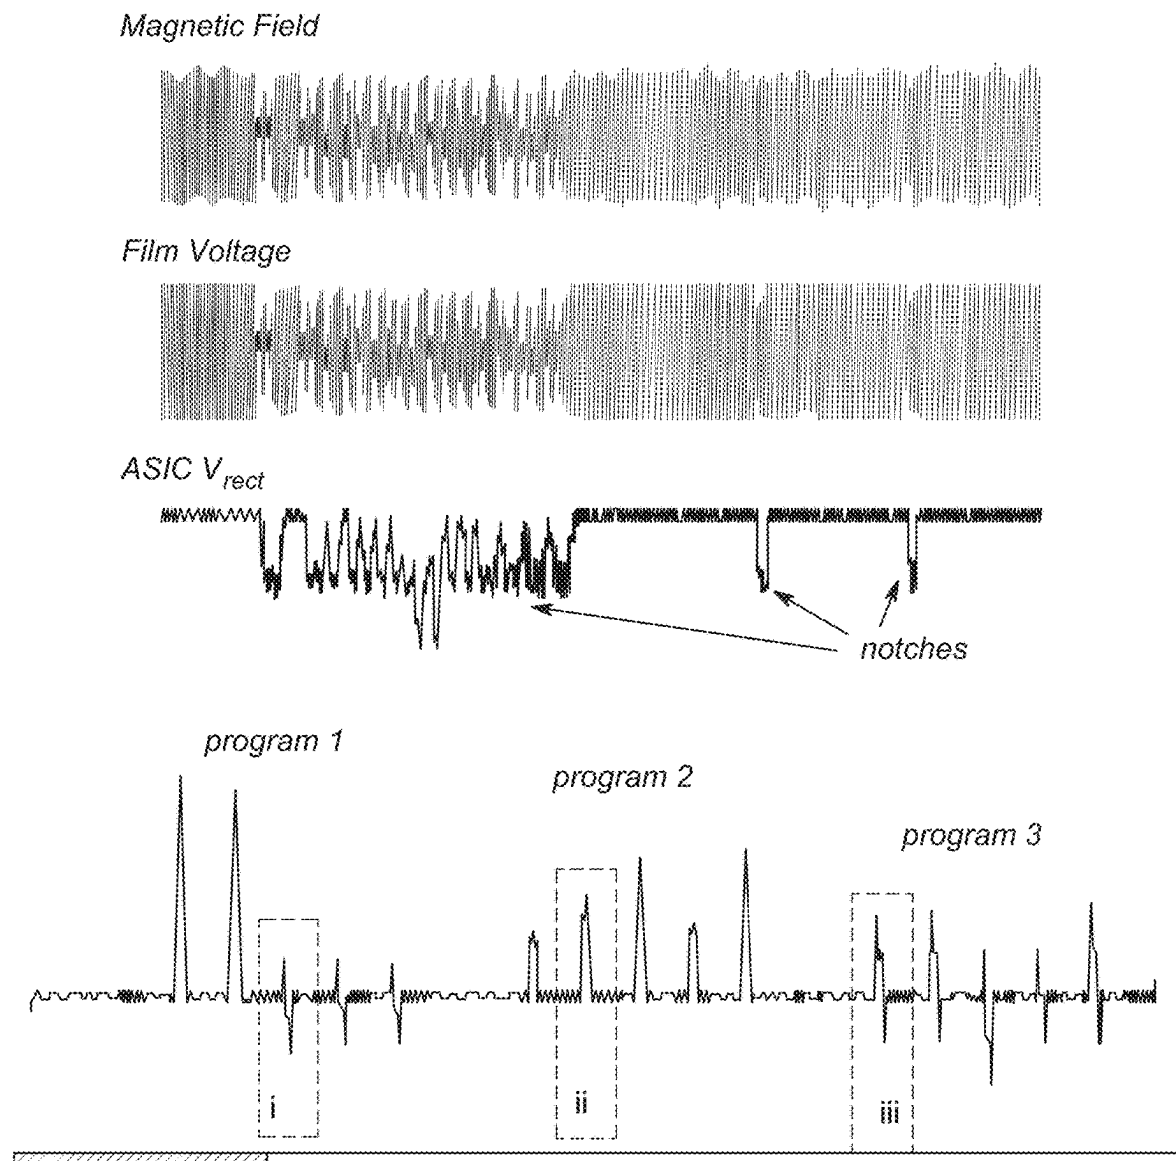 Magnetic Field
Film Voltage
ASIC Vrect
notches
program 1
program 2
program 3
i
ii
iii